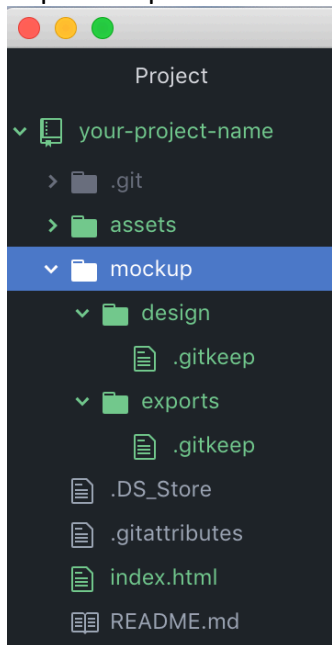 Project
your-project-name
.git
assets
mockup
design
.gitkeep
exports
.gitkeep
.DS_Store
.gitattributes
index.html
README.md